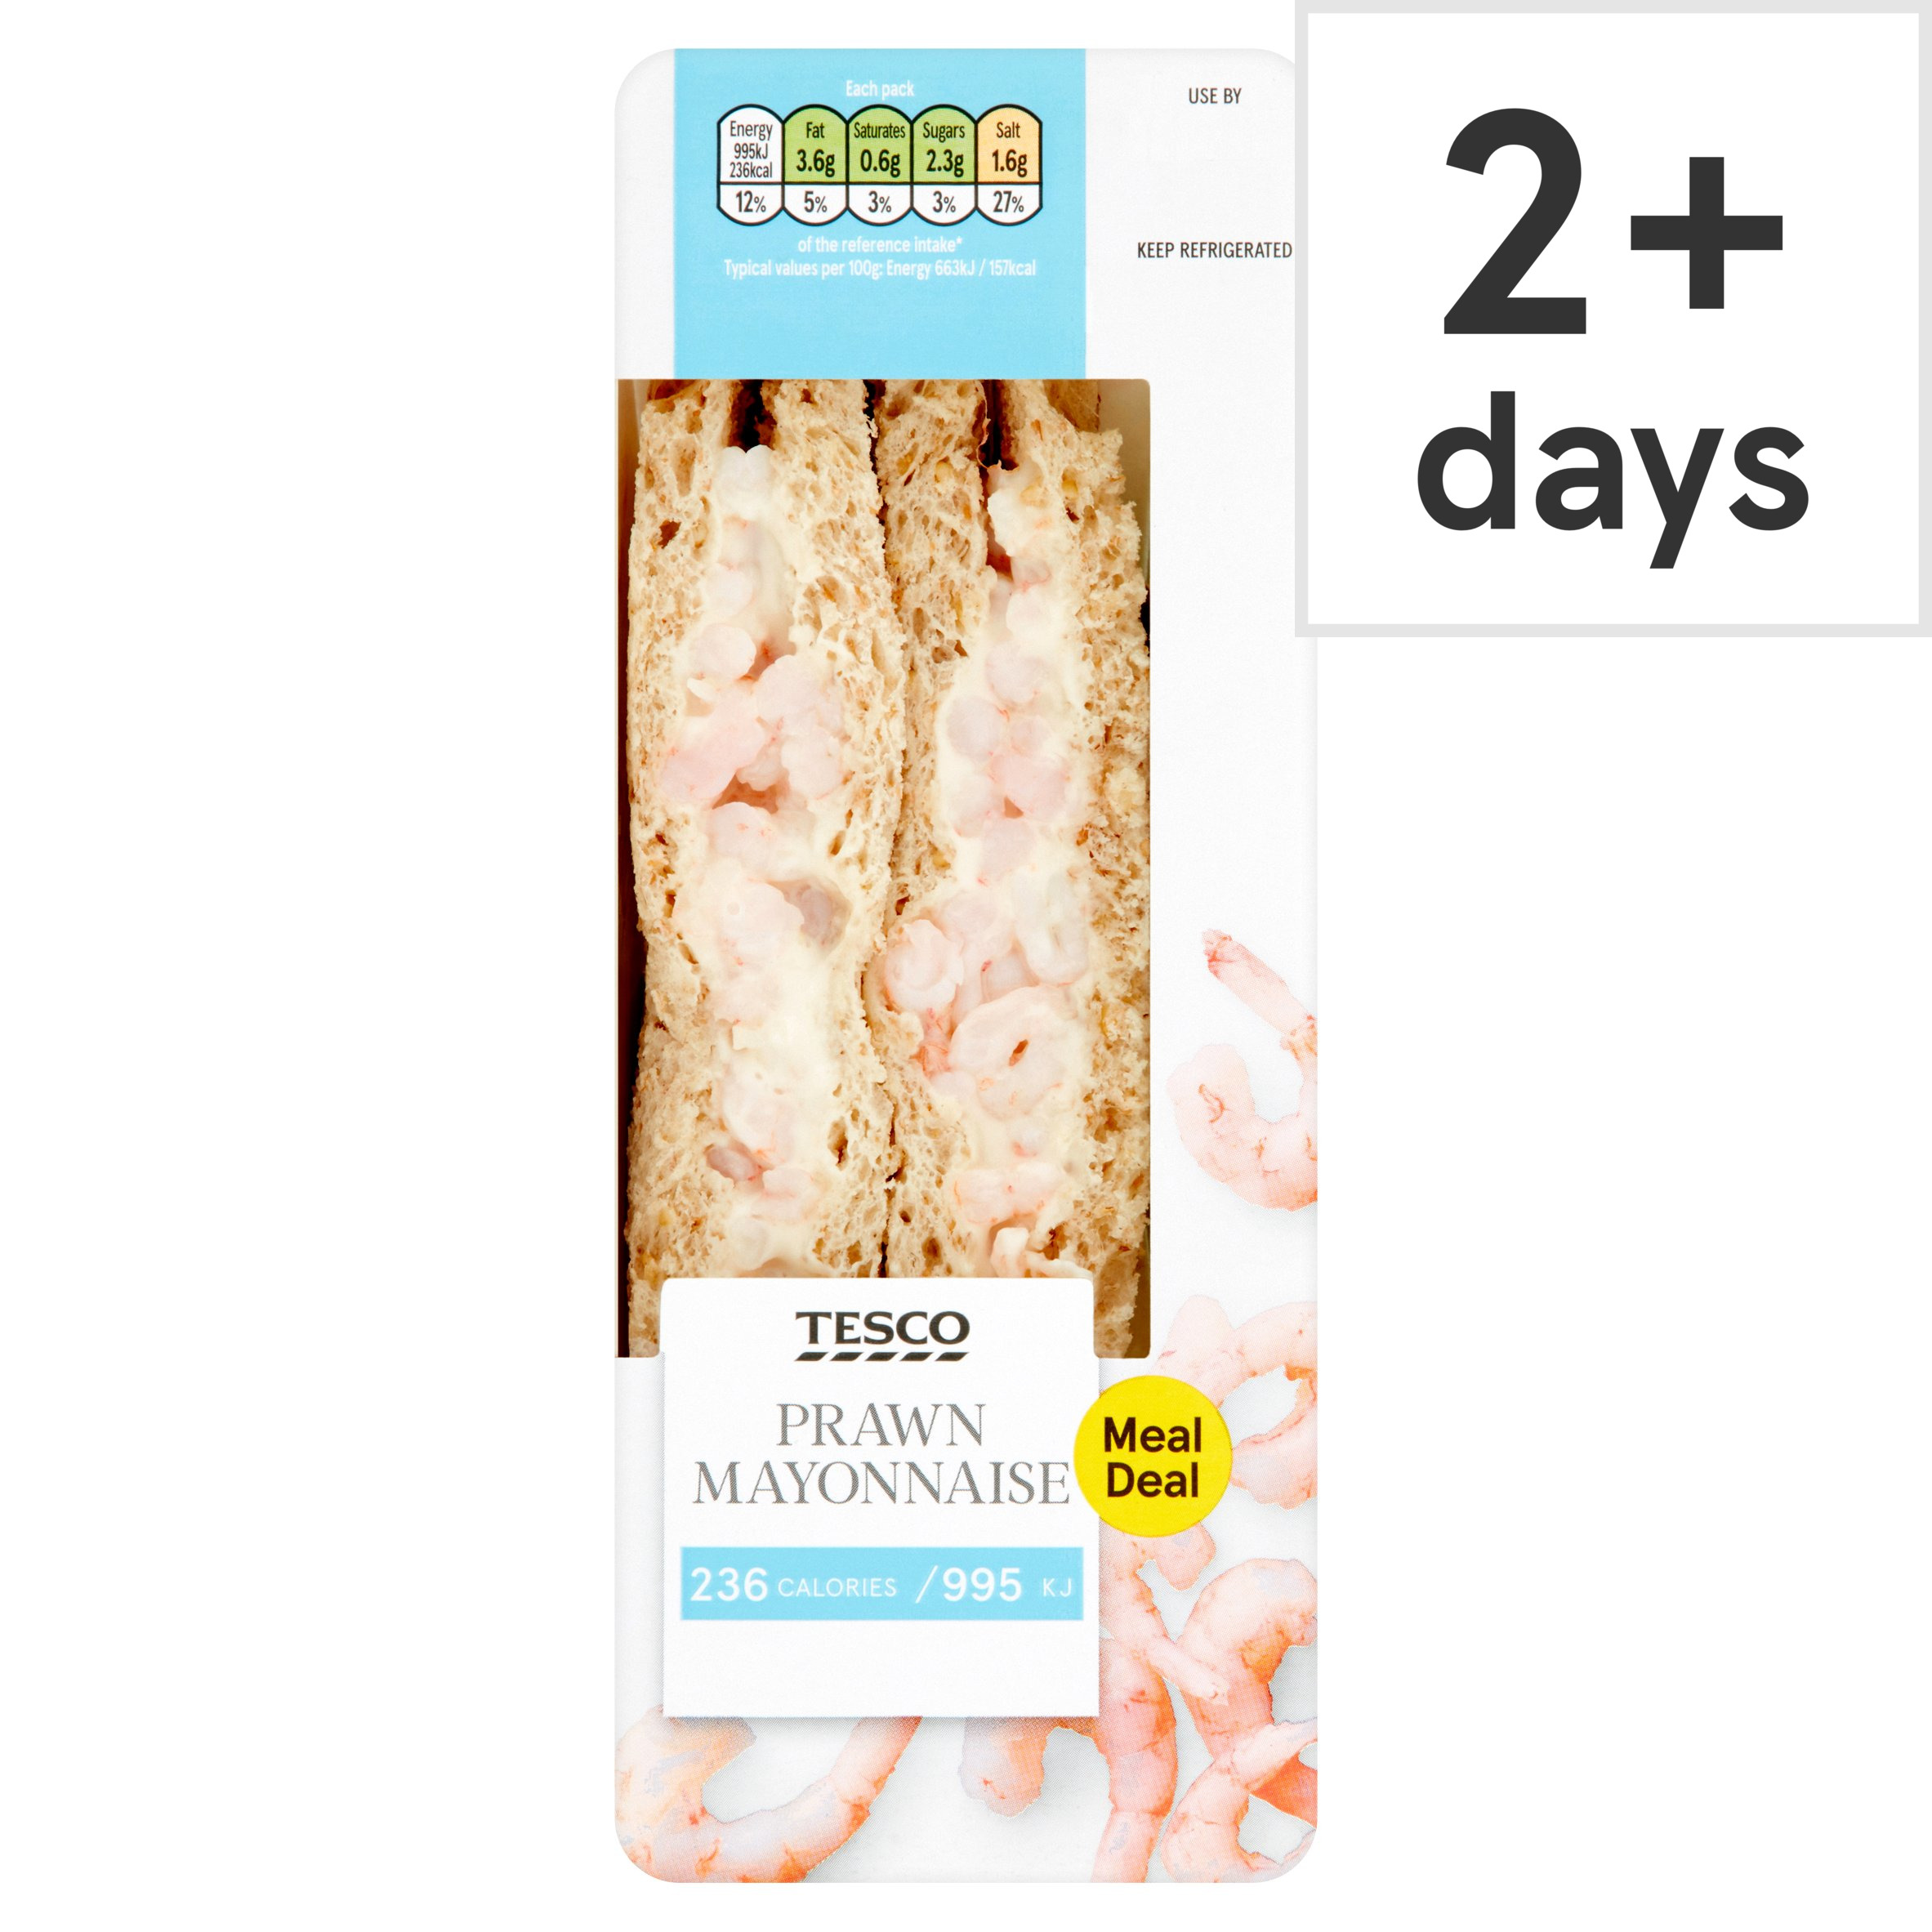 Each pack
Energy
995kJ
236kcal
12%
Fat
3.6g
5%
Saturates
0.6g
3%
Sugars
2.3g
3%
Salt
1.6g
27%
of the reference intake*
Typical values per 100g: Energy 663kJ / 157kcal
USE BY
KEEP REFRIGERATED
2+
days
TESCO
PRAWN
MAYONNAISE
Meal
Deal
236 CALORIES / 995 KJ